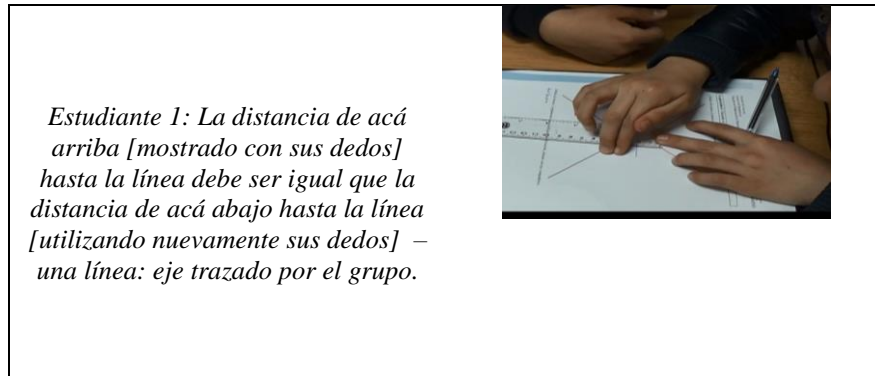 Estudiante 1: La distancia de acá
arriba [mostrado con sus dedos]
hasta la línea debe ser igual que la
distancia de acá abajo hasta la línea
[utilizando nuevamente sus dedos] –
una línea: eje trazado por el grupo.